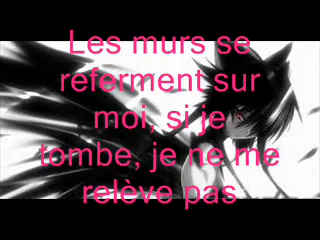 Les murs se
referment sur
moi, si je
tombe, je ne me
relève pas